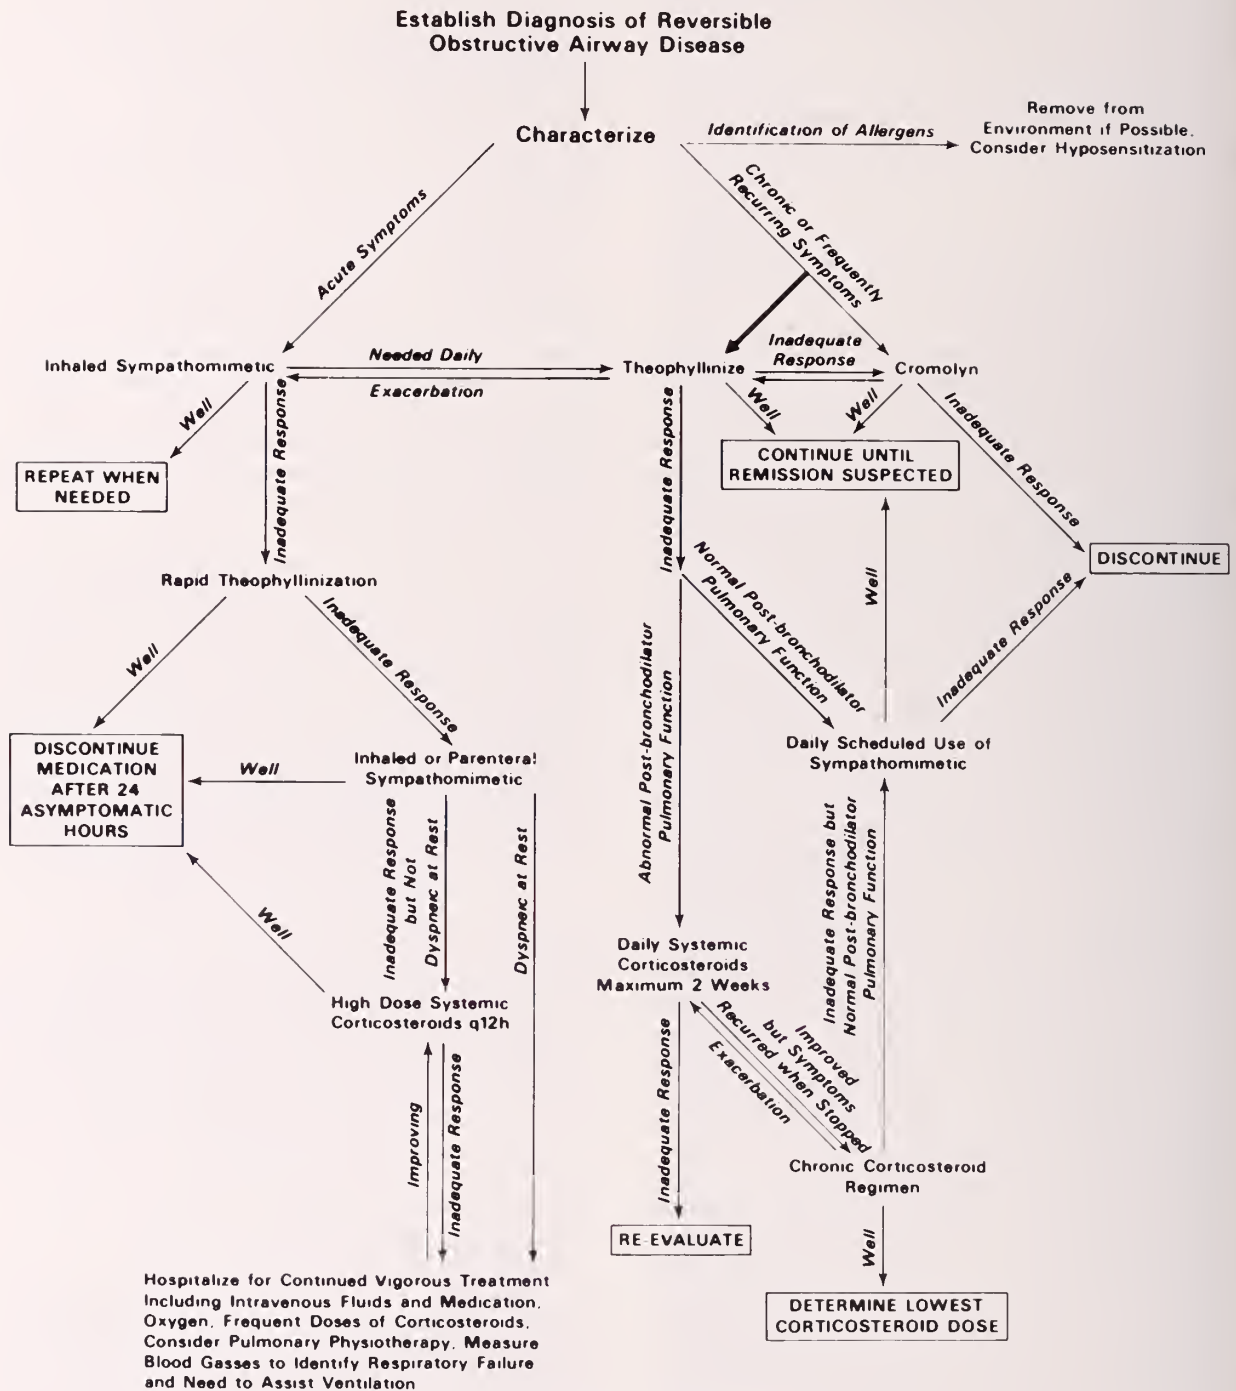 Establish Diagnosis of Reversible
Obstructive Airway Disease
Characterize
Identification of Allergens
Remove from
Environment if Possible.
Consider Hyposensitization
Acute Symptoms
Chronic or Frequently
Recurring Symptoms
Inhaled Sympathomimetic
Needed Daily
Exacerbation
Theophyllinize
Inadequate
Response
Cromolyn
Well
Inadequate Response
Inadequate Response
Well
Well
Inadequate Response
REPEAT WHEN
NEEDED
CONTINUE UNTIL
REMISSION SUSPECTED
DISCONTINUE
Rapid Theophyllinization
Well
Inadequate Response
Normal Post-bronchodilator
Pulmonary Function
Well
Inadequate Response
Abnormal Post-bronchodilator
Pulmonary Function
DISCONTINUE
MEDICATION
AFTER 24
ASYMPTOMATIC
HOURS
Well
Inhaled or Parenteral
Sympathomimetic
Daily Scheduled Use of
Sympathomimetic
Inadequate Response
but Not
Dyspneic at Rest
Dyspneic at Rest
Inadequate Response but
Normal Post-bronchodilator
Pulmonary Function
Well
High Dose Systemic
Corticosteroids q12h
Daily Systemic
Corticosteroids
Maximum 2 Weeks
Improved
but Symptoms
Recurred when Stopped
Exacerbation
Improving
Inadequate Response
Inadequate Response
Chronic Corticosteroid
Regimen
RE-EVALUATE
Well
DETERMINE LOWEST
CORTICOSTEROID DOSE
Hospitalize for Continued Vigorous Treatment
Including Intravenous Fluids and Medication.
Oxygen. Frequent Doses of Corticosteroids.
Consider Pulmonary Physiotherapy. Measure
Blood Gasses to Identify Respiratory Failure
and Need to Assist Ventilation